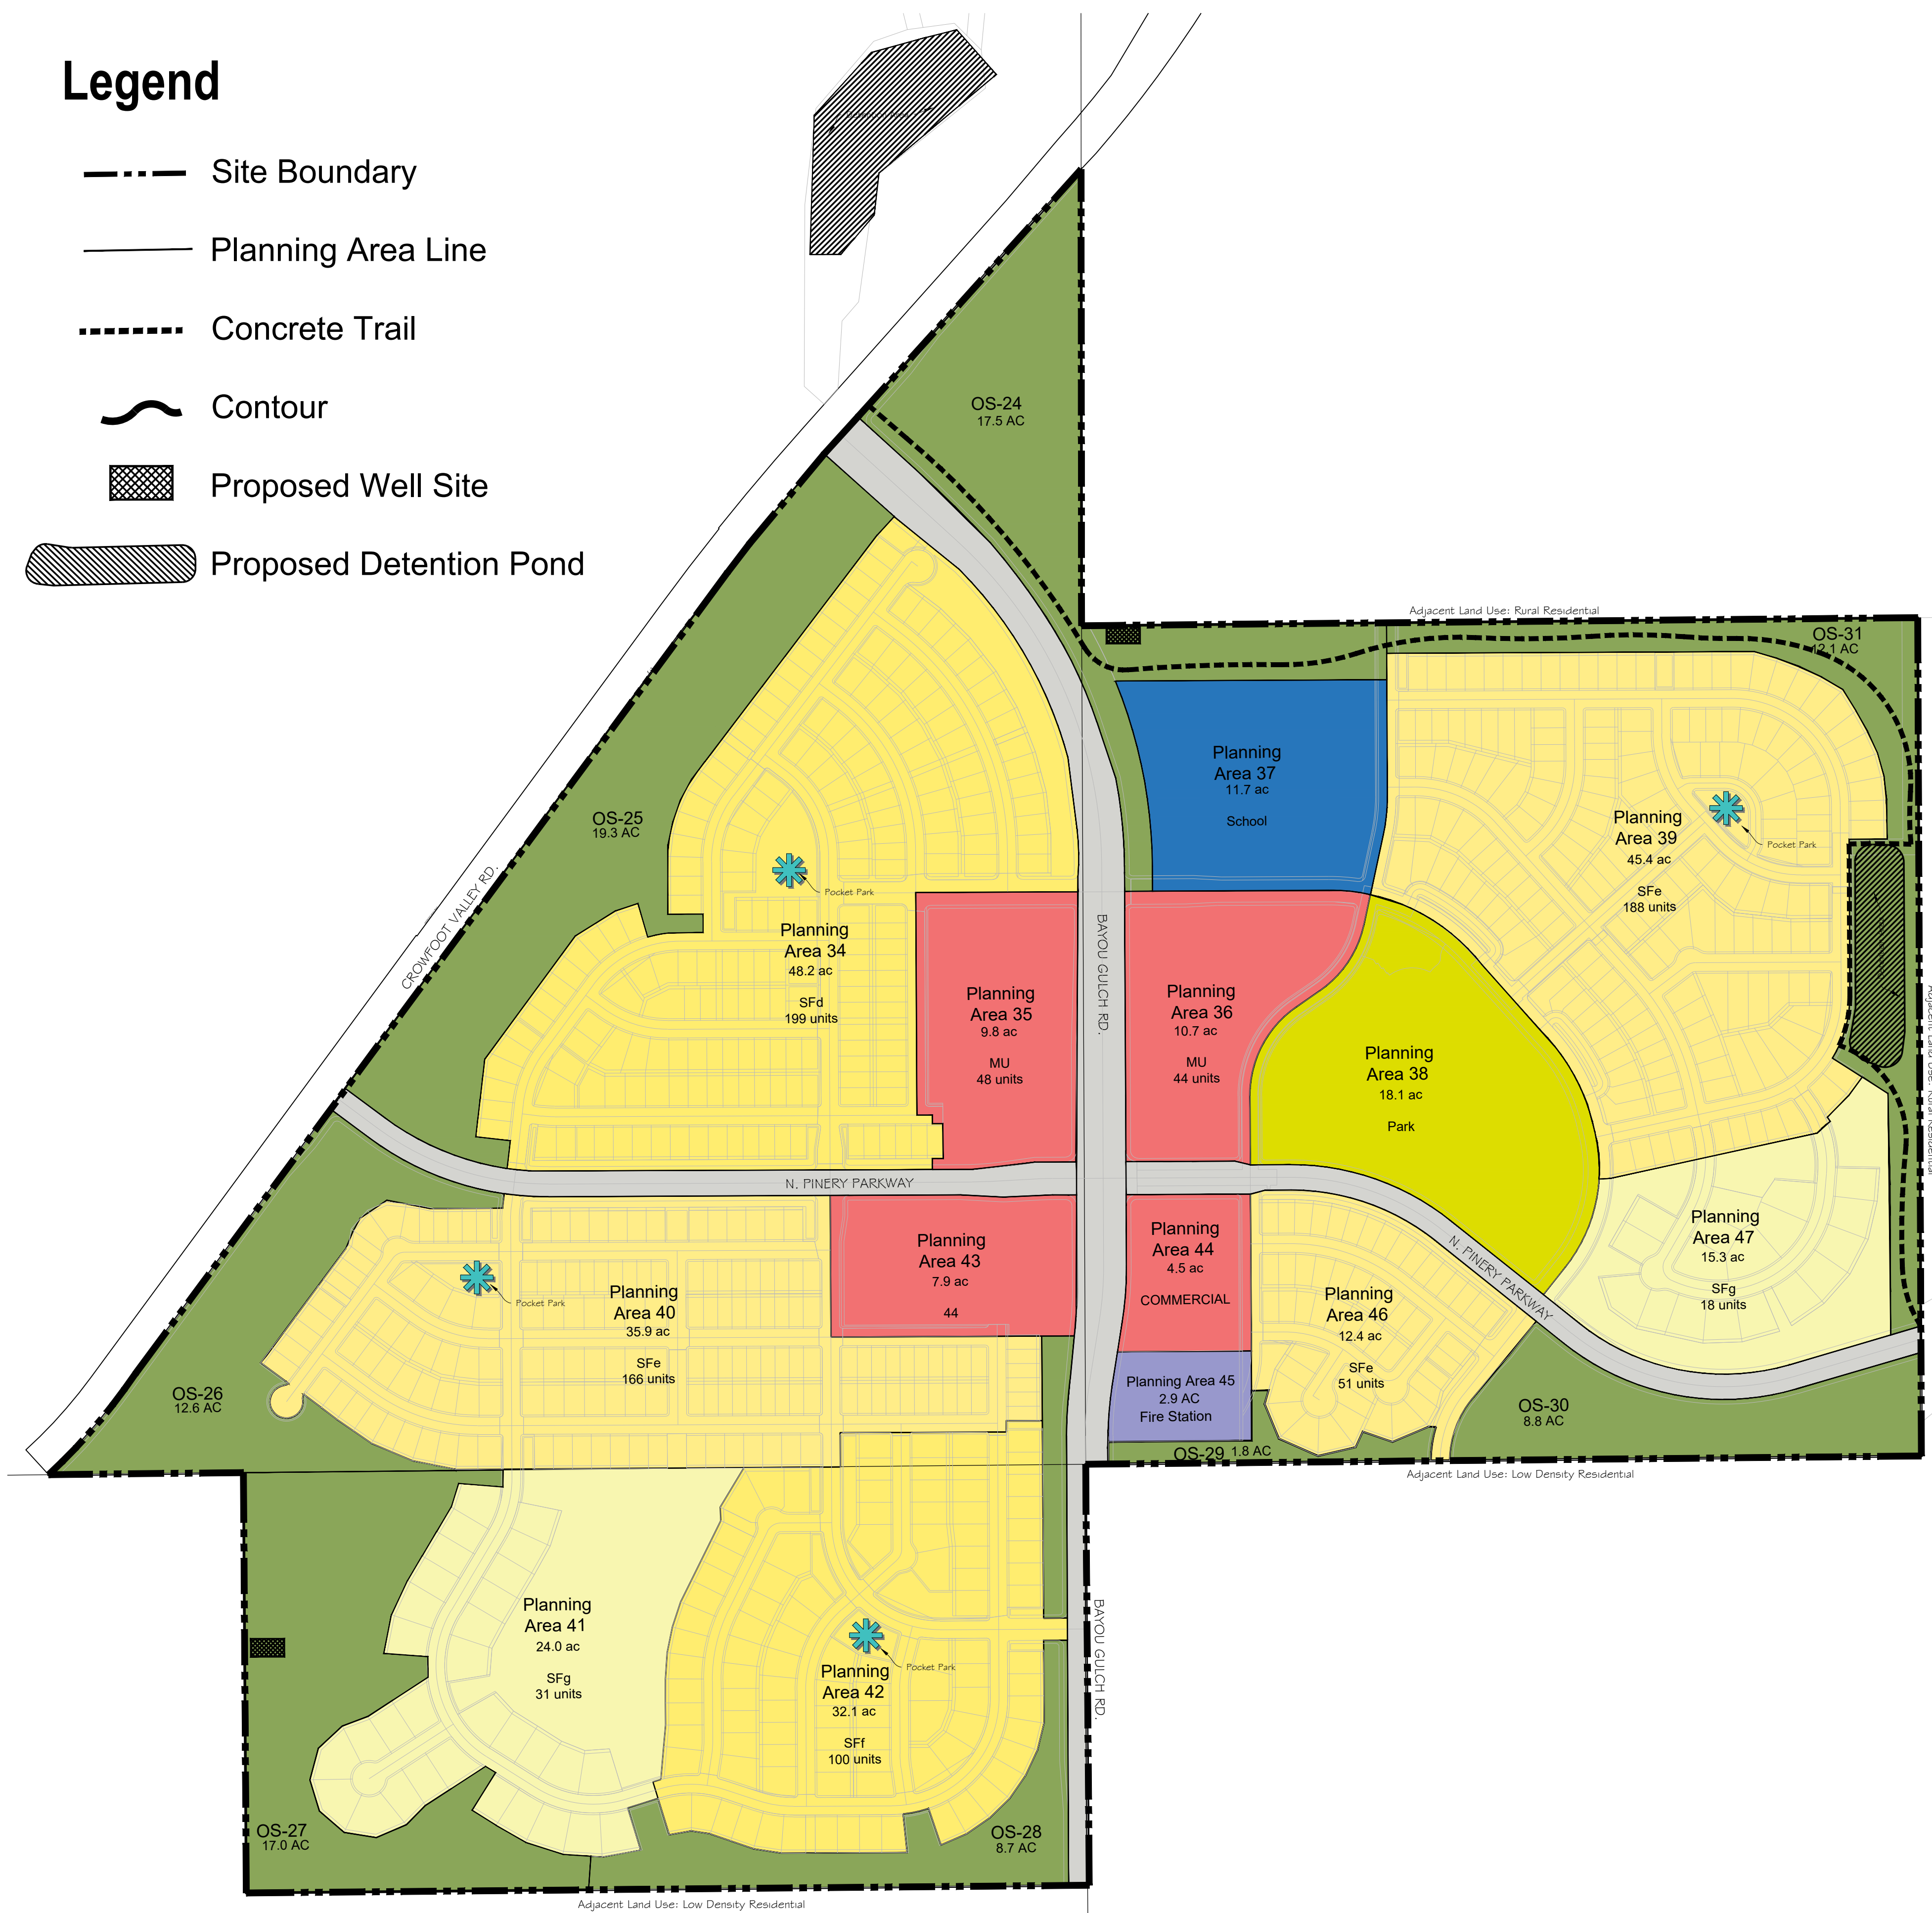 Legend
Site Boundary
Planning Area Line
Concrete Trail
Contour
Proposed Well Site
Proposed Detention Pond
OS-24
17.5 AC
Adjacent Land Use: Rural Residential
OS-31
12.1 AC
Planning
Area 37
11.7 ac
School
OS-25
19.3 AC
CROWFOOT VALLEY RD.
Pocket Park
Planning
Area 34
48.2 ac
SFd
199 units
Planning
Area 35
9.8 ac
MU
48 units
BAYOU GULCH RD.
Planning
Area 36
10.7 ac
MU
44 units
Planning
Area 38
18.1 ac
Park
Planning
Area 39
45.4 ac
SFe
188 units
Pocket Park
Adjacent Land Use: Rural Residential
N. PINERY PARKWAY
Planning
Area 43
7.9 ac
44
Planning
Area 44
4.5 ac
COMMERCIAL
Planning Area 45
2.9 AC
Fire Station
Planning
Area 46
12.4 ac
SFe
51 units
N. PINERY PARKWAY
Planning
Area 47
15.3 ac
SFg
18 units
OS-26
12.6 AC
Pocket Park
Planning
Area 40
35.9 ac
SFe
166 units
OS-29 1.8 AC
OS-30
8.8 AC
Adjacent Land Use: Low Density Residential
Planning
Area 41
24.0 ac
SFg
31 units
Pocket Park
Planning
Area 42
32.1 ac
SFf
100 units
BAYOU GULCH RD.
OS-27
17.0 AC
OS-28
8.7 AC
Adjacent Land Use: Low Density Residential